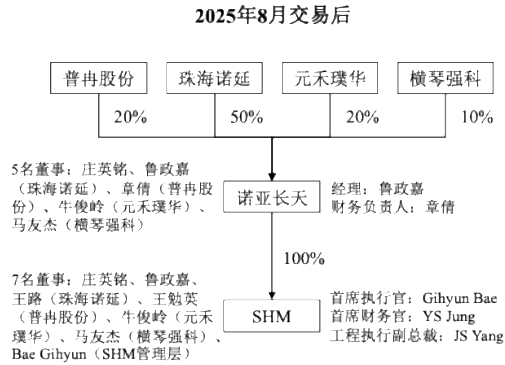 2025年8月交易后
普冉股份 珠海诺延 元禾璞华 横琴强科
20% 50% 20% 10%
5名董事：庄英铭、鲁政嘉
（珠海诺延）、章倩（普冉股
份）、牛俊岭（元禾璞华）、
马友杰（横琴强科）
诺亚长天
经理：鲁政嘉
财务负责人：章倩
100%
7名董事：庄英铭、鲁政嘉、
王路（珠海诺延）、王勉英
（普冉股份）、牛俊岭（元禾
璞华）、马友杰（横琴强科）、
Bae Gihyun（SHM管理层）
SHM
首席执行官：Gihyun Bae
首席财务官：YS Jung
工程执行副总裁：JS Yang